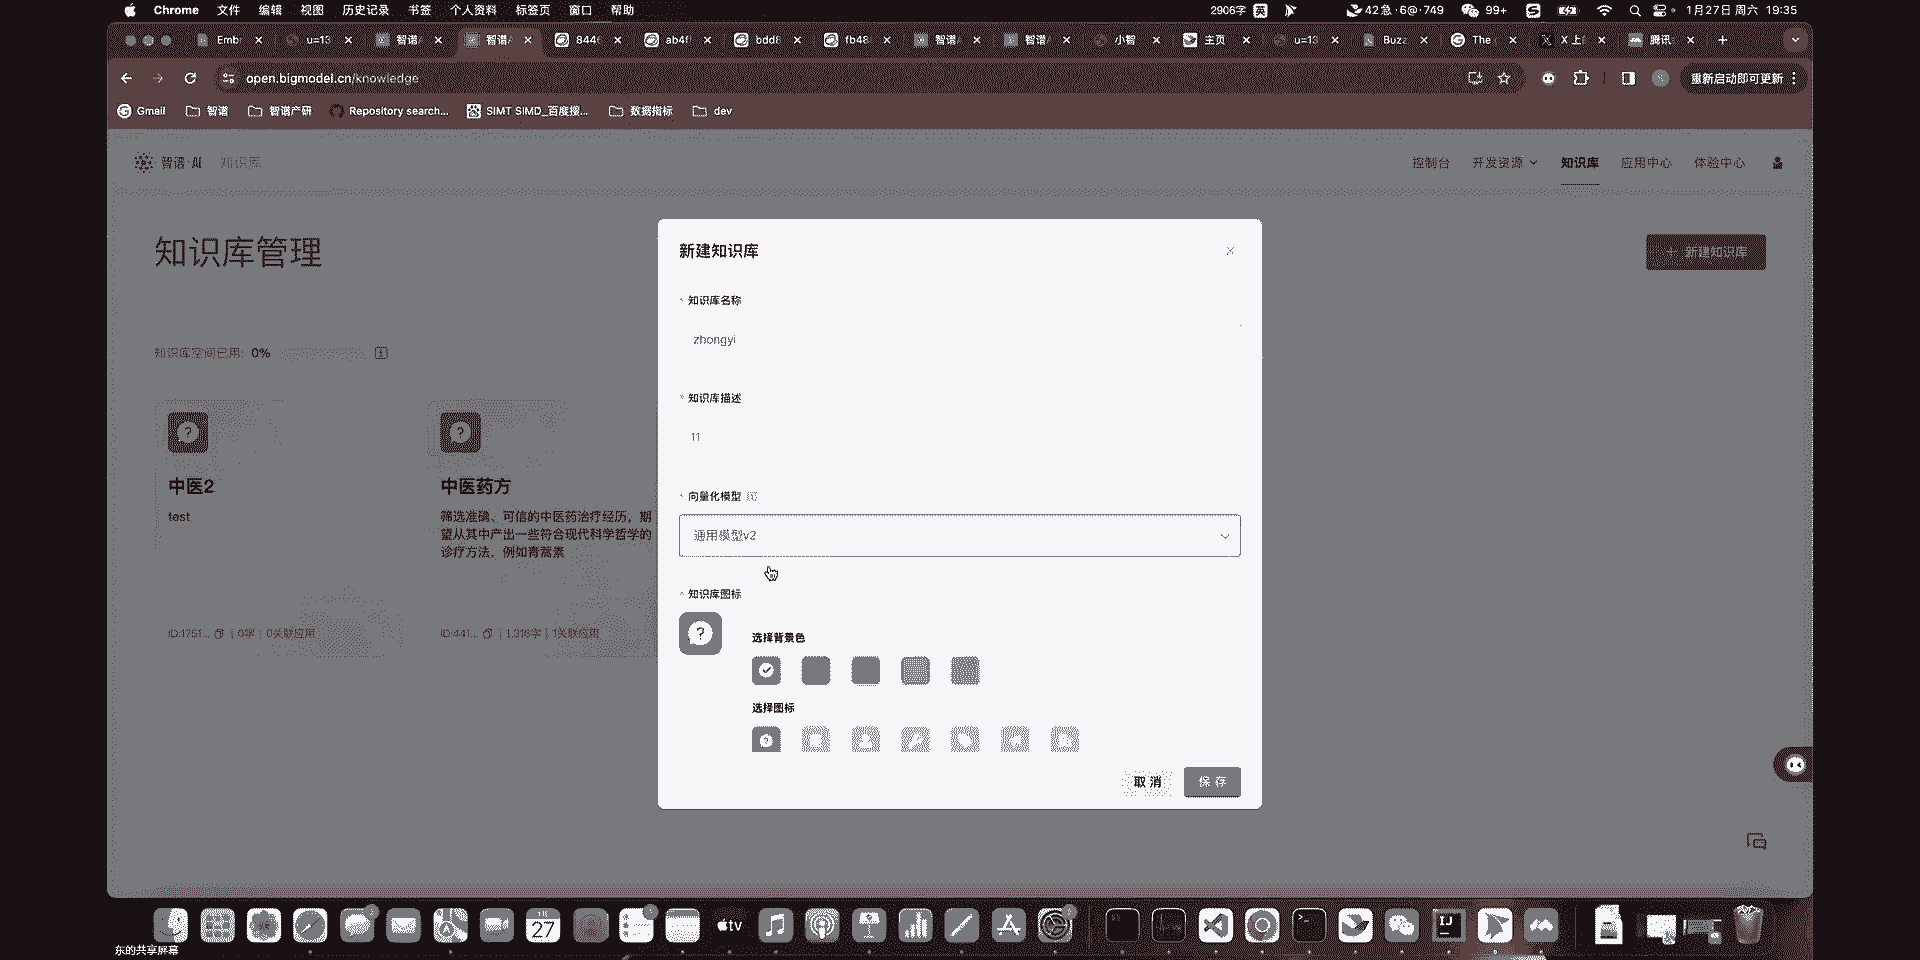 Chrome 文件 编辑 视图 历史记录 书签 个人资料 标签页 窗口 帮助
2906字 英 42急·6@·749 99+ 1月27日 周六 19:35
Emb u=13 智谱 智谱 844 ab4f bdd8 fb48 智谱 智谱 小智 主页 u=13 Buzz The X 上 腾讯
open.bigmodel.cn/knowledge
重新启动即可更新
Gmail 智谱 智谱产研 Repository search... SIMT SIMD_百度搜... 数据指标 dev
智谱·AI 知识库
控制台 开发资源 知识库 应用中心 体验中心
知识库管理
+ 新建知识库
知识库空间已用: 0%
中医2
test
0字 | 0关联应用
中医药方
筛选准确、可信的中医药治疗经历，期
望从其中产出一些符合现代科学哲学的
诊疗方法，例如青蒿素
ID:441... | 1,316字 | 1关联应用
新建知识库
* 知识库名称
zhongyi
* 知识库描述
11
* 向量化模型
通用模型v2
* 知识库图标
选择背景色
选择图标
取 消
保 存
27
tv
IJ
东的共享屏幕